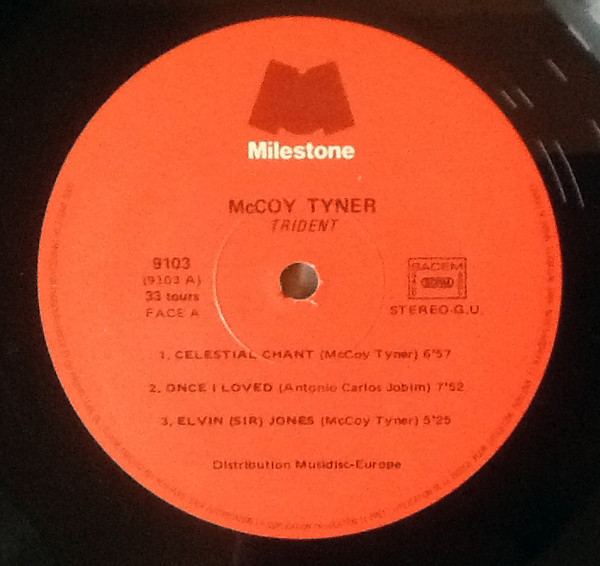 Milestone
McCOY TYNER
TRIDENT
9103
(9103 A)
33 tours
FACE A
SACEM
STEREO-G.U.
1. CELESTIAL CHANT (McCoy Tyner) 6'57
2. ONCE I LOVED (Antonio Carlos Jobim) 7'52
3. ELVIN (SIR) JONES (McCoy Tyner) 5'25
Distribution Musidisc-Europe